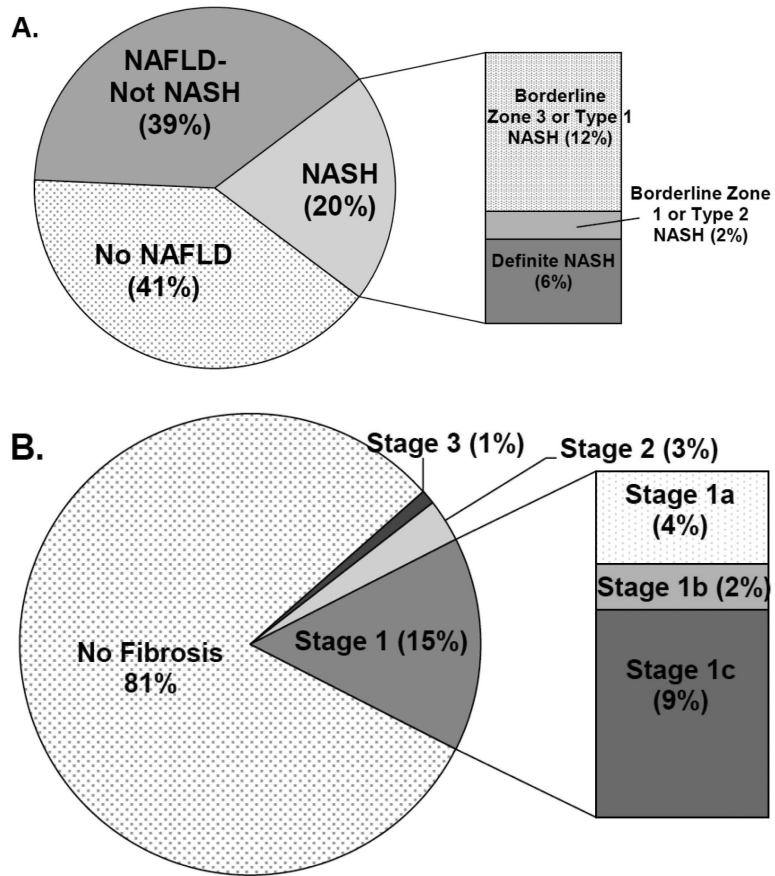 A.
NAFLD-
Not NASH
(39%)
NASH
(20%)
No NAFLD
(41%)
Borderline
Zone 3 or Type 1
NASH (12%)
Borderline Zone
1 or Type 2
NASH (2%)
Definite NASH
(6%)
B.
Stage 3 (1%)
Stage 2 (3%)
Stage 1 (15%)
No Fibrosis
81%
Stage 1a
(4%)
Stage 1b (2%)
Stage 1c
(9%)